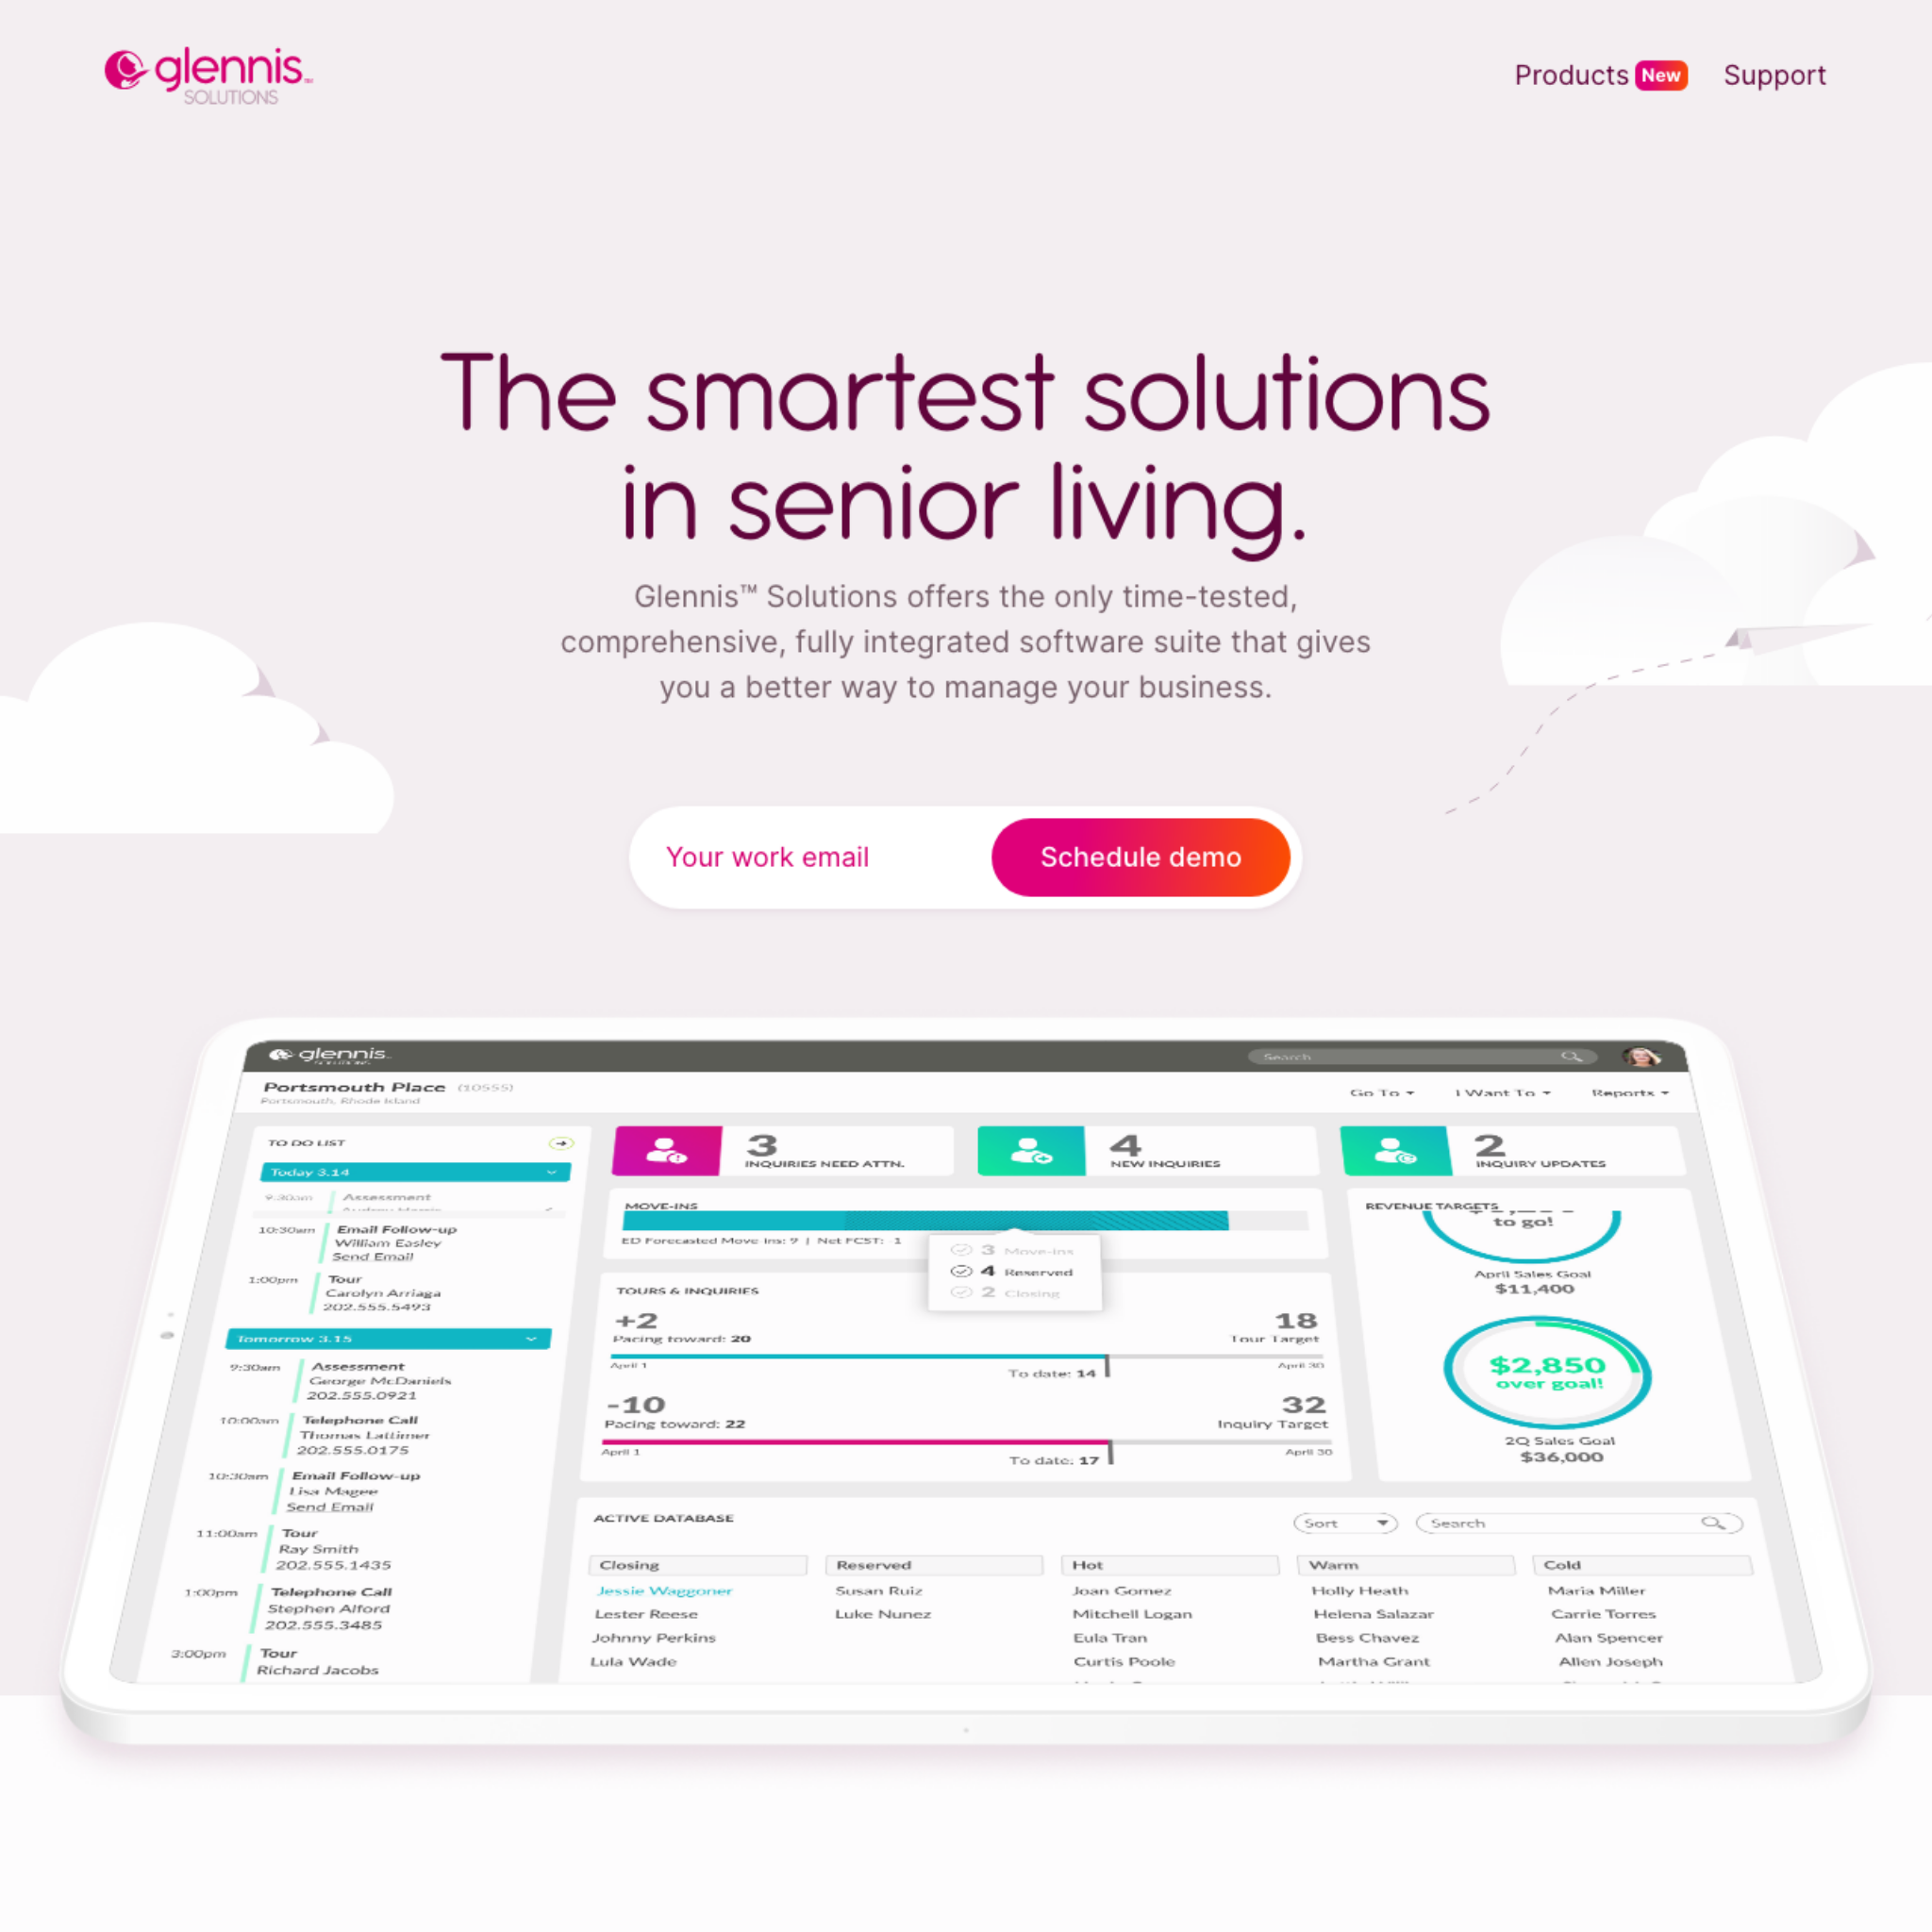 glennis™
SOLUTIONS
Products New Support
The smartest solutions
in senior living.
Glennis™ Solutions offers the only time-tested,
comprehensive, fully integrated software suite that gives
you a better way to manage your business.
Your work email Schedule demo
glennis
Search
Portsmouth Place (10555)
Portsmouth, Rhode Island
Go To I Want To Reports
TO DO LIST
Today 3.14
9:30am Assessment
10:30am Email Follow-up
William Easley
Send Email
1:00pm Tour
Carolyn Arriaga
202.555.5493
Tomorrow 3.15
9:30am Assessment
George McDaniels
202.555.0921
10:00am Telephone Call
Thomas Lattimer
202.555.0175
10:30am Email Follow-up
Lisa Magee
Send Email
11:00am Tour
Ray Smith
202.555.1435
1:00pm Telephone Call
Stephen Alford
202.555.3485
3:00pm Tour
Richard Jacobs
3
INQUIRIES NEED ATTN.
4
NEW INQUIRIES
2
INQUIRY UPDATES
MOVE-INS
ED Forecasted Move-Ins: 9 | Net FCST: -1
3 Move-ins
4 Reserved
2 Closing
TOURS & INQUIRIES
+2 18
Pacing toward: 20 Tour Target
April 1 To date: 14 April 30
-10 32
Pacing toward: 22 Inquiry Target
April 1 To date: 17 April 30
REVENUE TARGETS
to go!
April Sales Goal
$11,400
$2,850
over goal!
2Q Sales Goal
$36,000
ACTIVE DATABASE
Sort Search
Closing Reserved Hot Warm Cold
Jessie Waggoner Susan Ruiz Joan Gomez Holly Heath Maria Miller
Lester Reese Luke Nunez Mitchell Logan Helena Salazar Carrie Torres
Johnny Perkins Eula Tran Bess Chavez Alan Spencer
Lula Wade Curtis Poole Martha Grant Allen Joseph